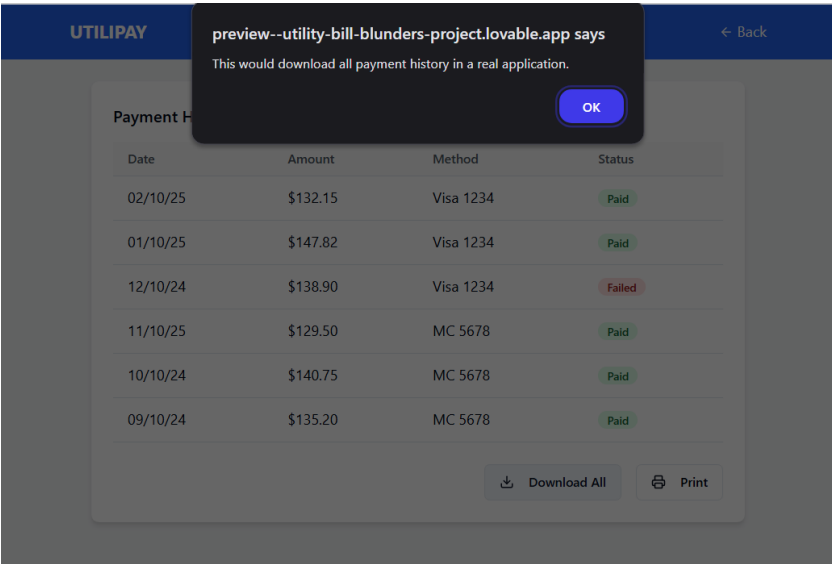 UTILIPAY
← Back
preview--utility-bill-blunders-project.lovable.app says
This would download all payment history in a real application.
OK
Payment H
Date Amount Method Status
02/10/25 $132.15 Visa 1234 Paid
01/10/25 $147.82 Visa 1234 Paid
12/10/24 $138.90 Visa 1234 Failed
11/10/25 $129.50 MC 5678 Paid
10/10/24 $140.75 MC 5678 Paid
09/10/24 $135.20 MC 5678 Paid
Download All Print